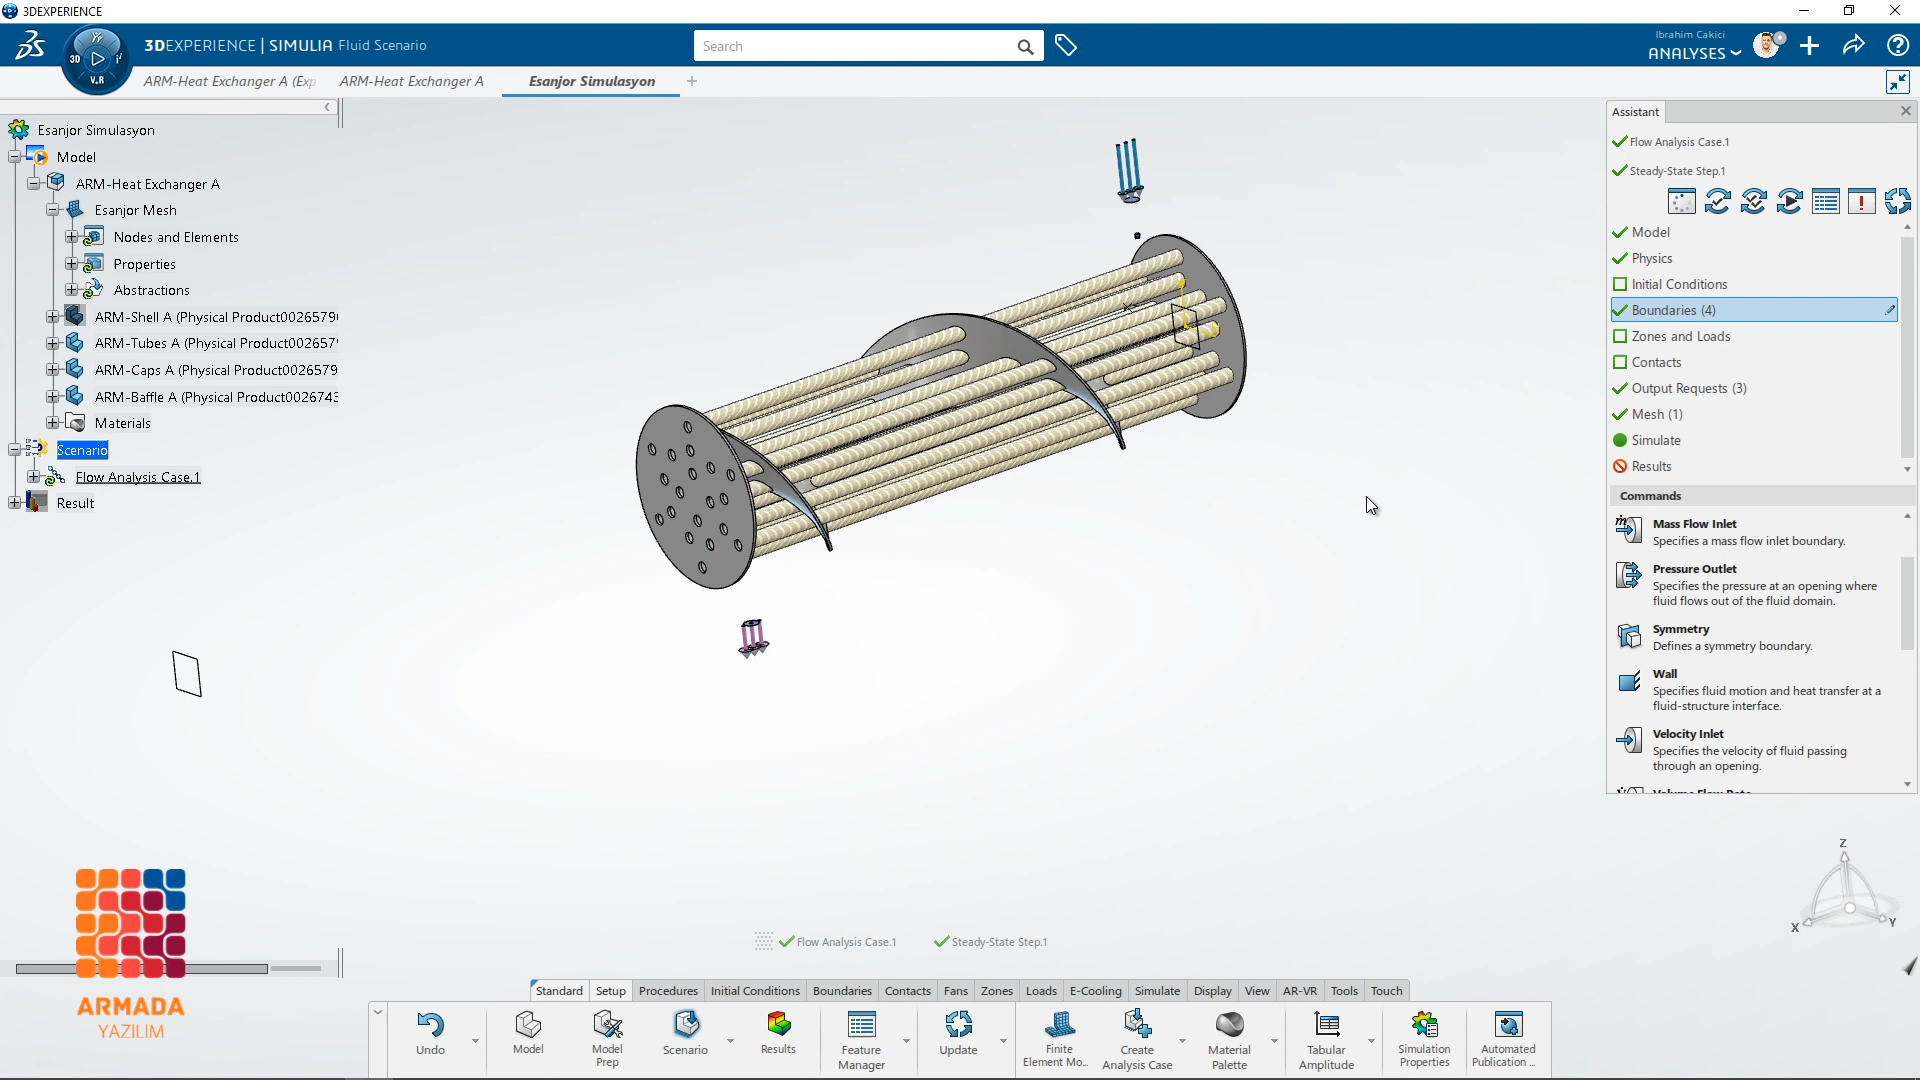 3DEXPERIENCE
3DEXPERIENCE | SIMULIA Fluid Scenario
Search
Ibrahim Cakici
ANALYSES
3D
V.R
ARM-Heat Exchanger A (Exp
ARM-Heat Exchanger A
Esanjor Simulasyon
Esanjor Simulasyon
Model
ARM-Heat Exchanger A
Esanjor Mesh
Nodes and Elements
Properties
Abstractions
ARM-Shell A (Physical Product0026579
ARM-Tubes A (Physical Product002657
ARM-Caps A (Physical Product0026579
ARM-Baffle A (Physical Product0026743
Materials
Scenario
Flow Analysis Case.1
Result
Assistant
Flow Analysis Case.1
Steady-State Step.1
Model
Physics
Initial Conditions
Boundaries (4)
Zones and Loads
Contacts
Output Requests (3)
Mesh (1)
Simulate
Results
Commands
Mass Flow Inlet
Specifies a mass flow inlet boundary.
Pressure Outlet
Specifies the pressure at an opening where
fluid flows out of the fluid domain.
Symmetry
Defines a symmetry boundary.
Wall
Specifies fluid motion and heat transfer at a
fluid-structure interface.
Velocity Inlet
Specifies the velocity of fluid passing
through an opening.
Z
X
Y
ARMADA
YAZILIM
Flow Analysis Case.1 Steady-State Step.1
Standard Setup Procedures Initial Conditions Boundaries Contacts Fans Zones Loads E-Cooling Simulate Display View AR-VR Tools Touch
Undo
Model
Model
Prep
Scenario
Results
Feature
Manager
Update
Finite
Element Mo...
Create
Analysis Case
Material
Palette
Tabular
Amplitude
Simulation
Properties
Automated
Publication ...